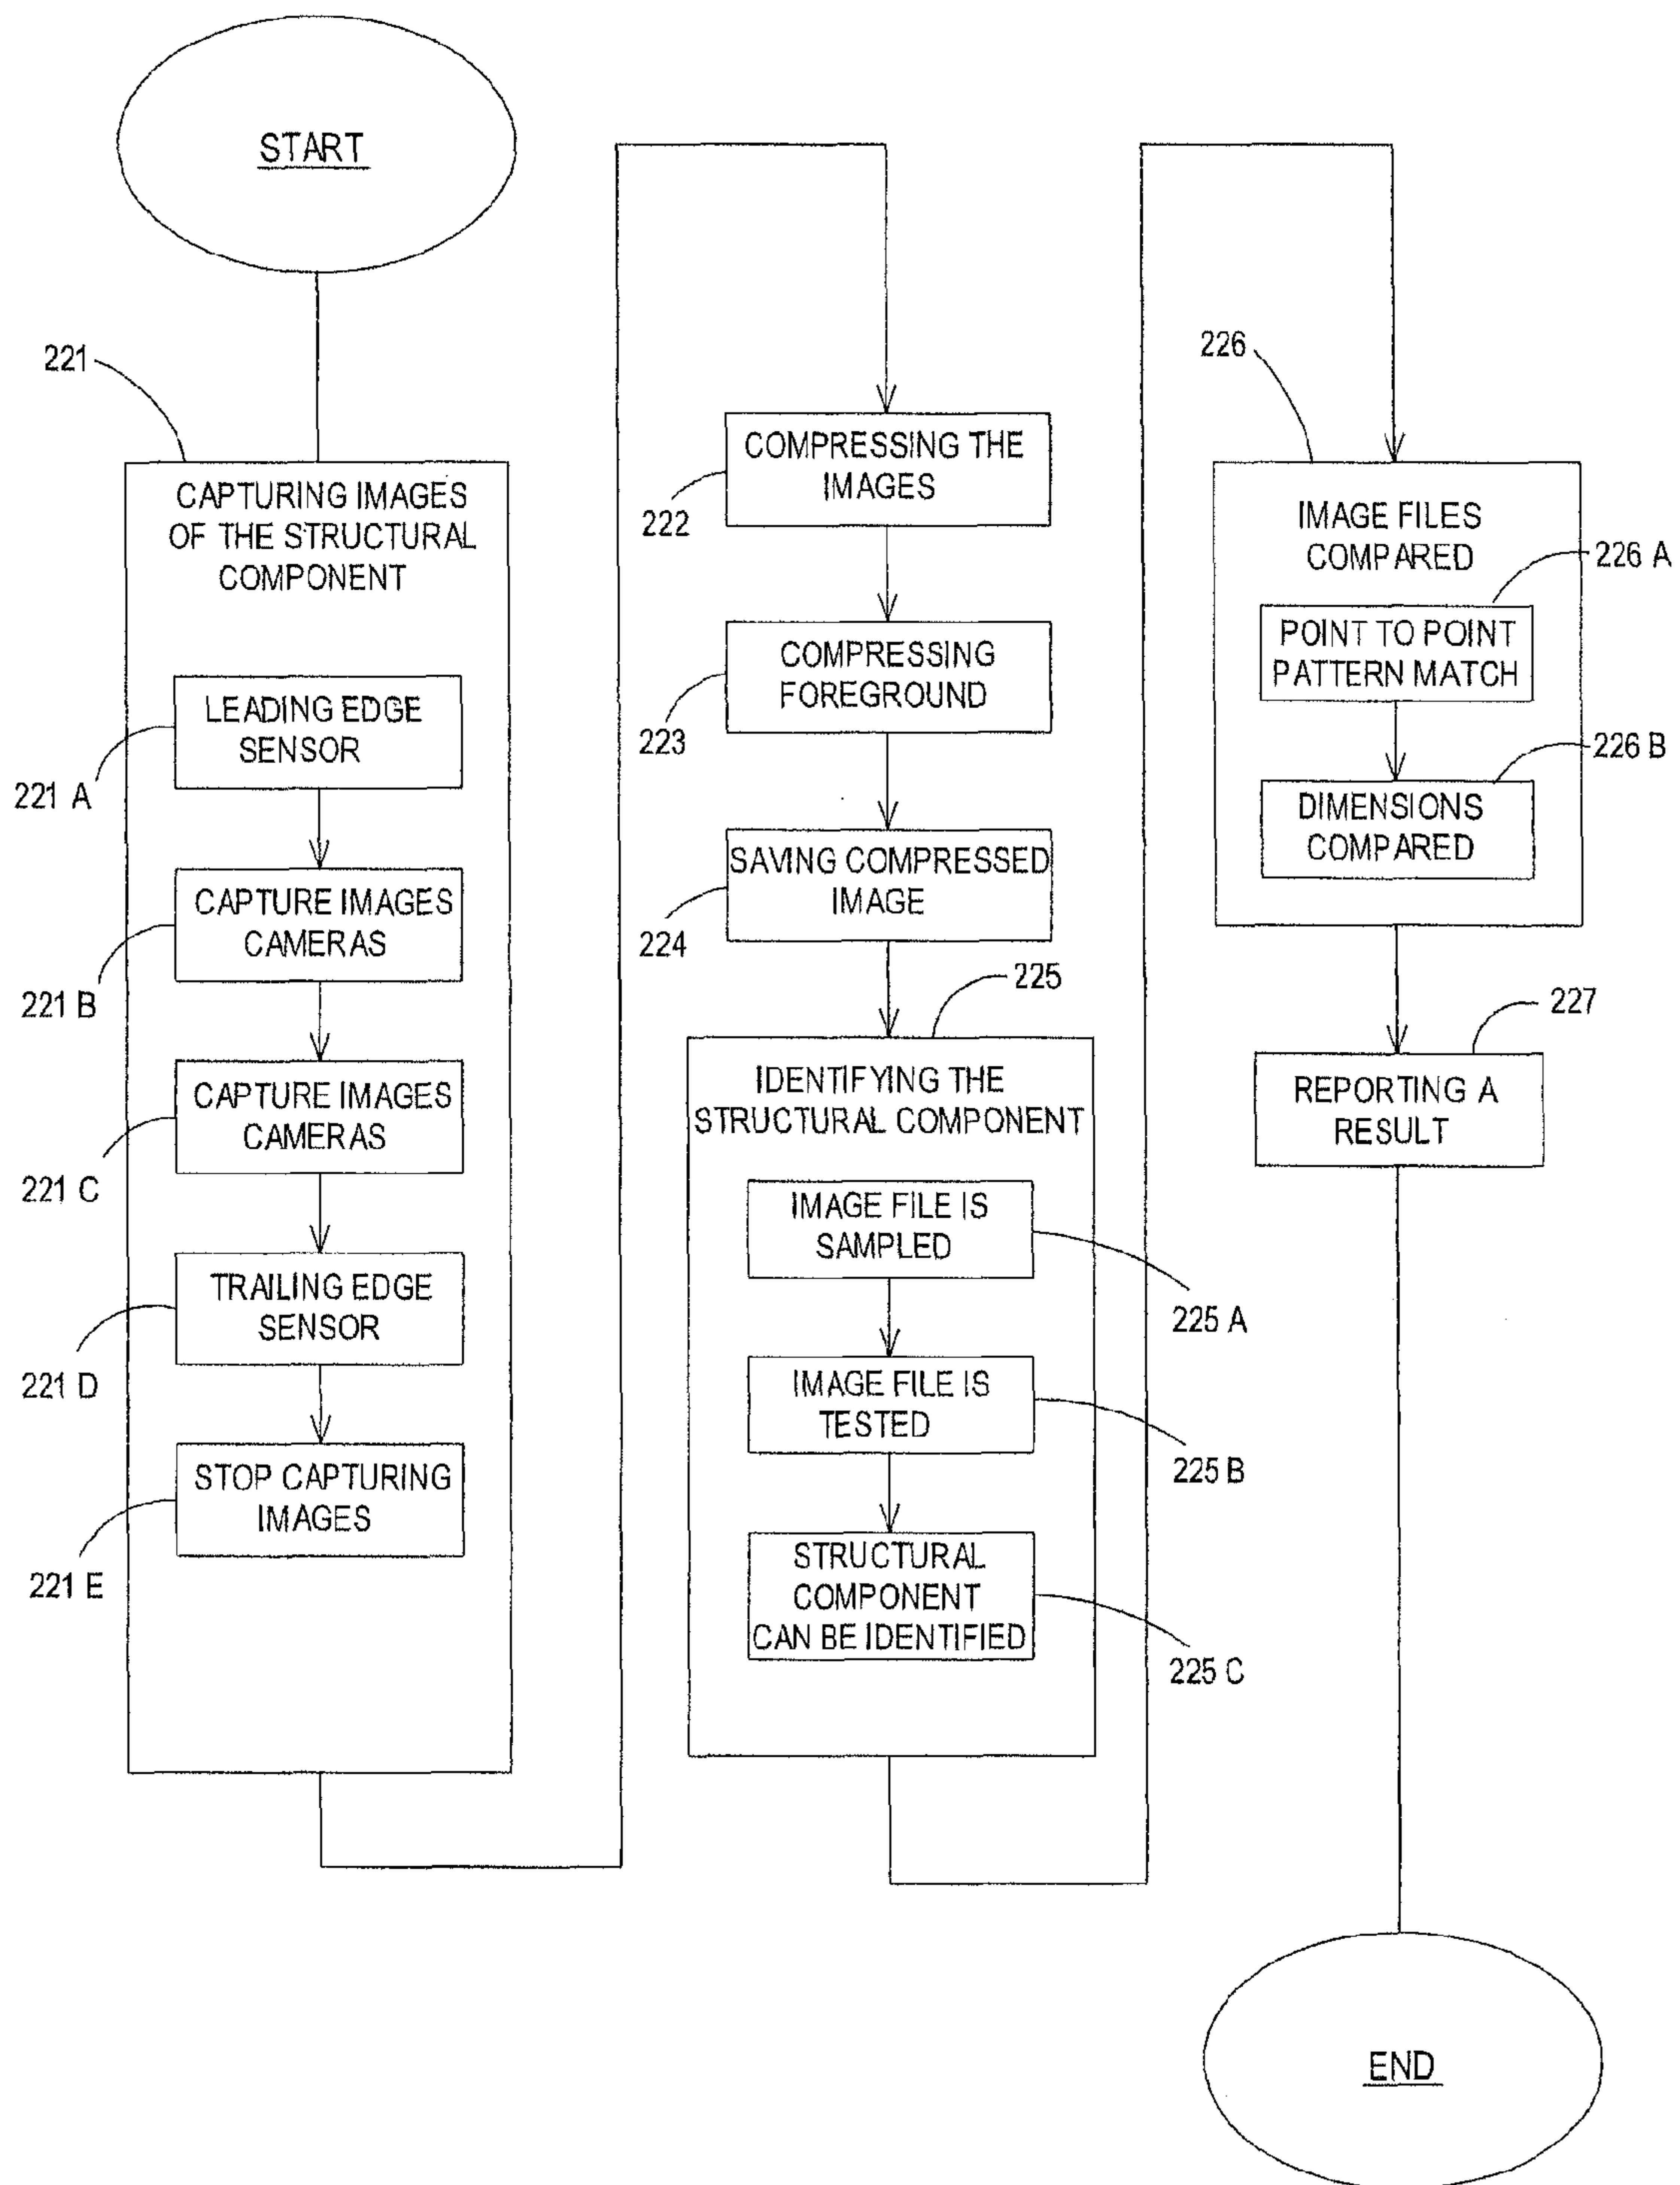 START
221
CAPTURING IMAGES
OF THE STRUCTURAL
COMPONENT
LEADING EDGE
SENSOR
221 A
CAPTURE IMAGES
CAMERAS
221 B
CAPTURE IMAGES
CAMERAS
221 C
TRAILING EDGE
SENSOR
221 D
STOP CAPTURING
IMAGES
221 E
COMPRESSING THE
IMAGES
222
COMPRESSING
FOREGROUND
223
SAVING COMPRESSED
IMAGE
224
225
IDENTIFYING THE
STRUCTURAL COMPONENT
IMAGE FILE IS
SAMPLED
225 A
IMAGE FILE IS
TESTED
225 B
STRUCTURAL
COMPONENT
CAN BE IDENTIFIED
225 C
226
IMAGE FILES
COMPARED
226 A
POINT TO POINT
PATTERN MATCH
226 B
DIMENSIONS
COMPARED
227
REPORTING A
RESULT
END